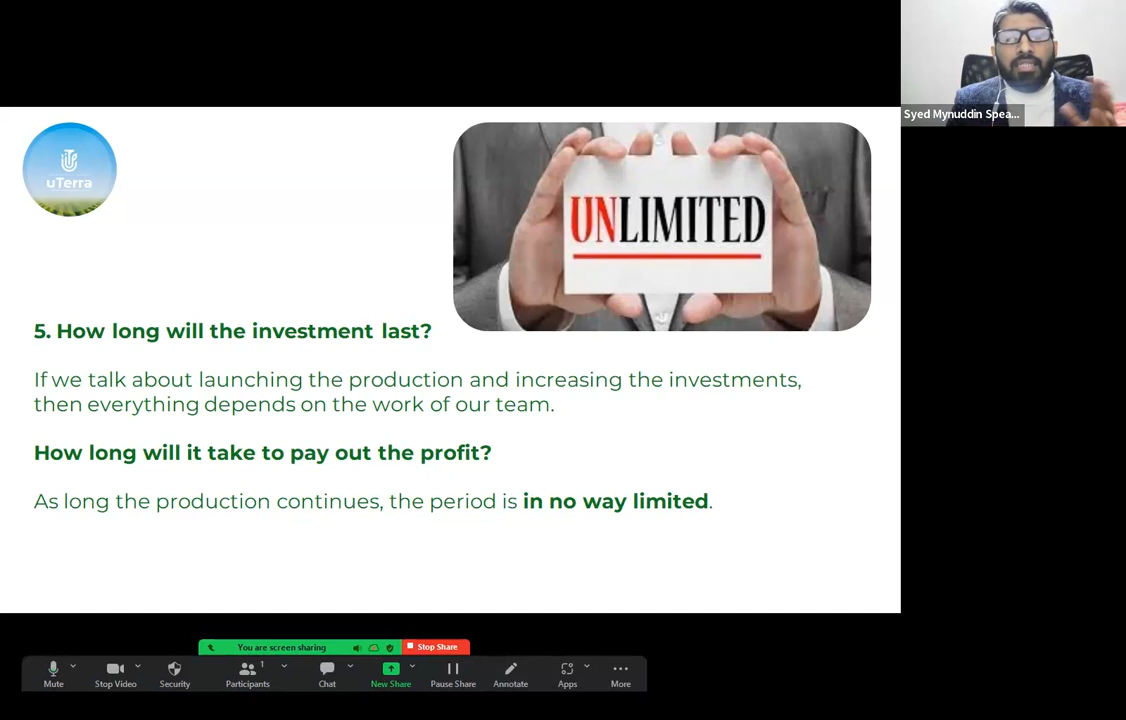 Syed Mynuddin Spea...
uTerra
UNLIMITED
5. How long will the investment last?
If we talk about launching the production and increasing the investments,
then everything depends on the work of our team.
How long will it take to pay out the profit?
As long the production continues, the period is in no way limited.
You are screen sharing
Stop Share
1
Mute
Stop Video
Security
Participants
Chat
New Share
Pause Share
Annotate
Apps
More